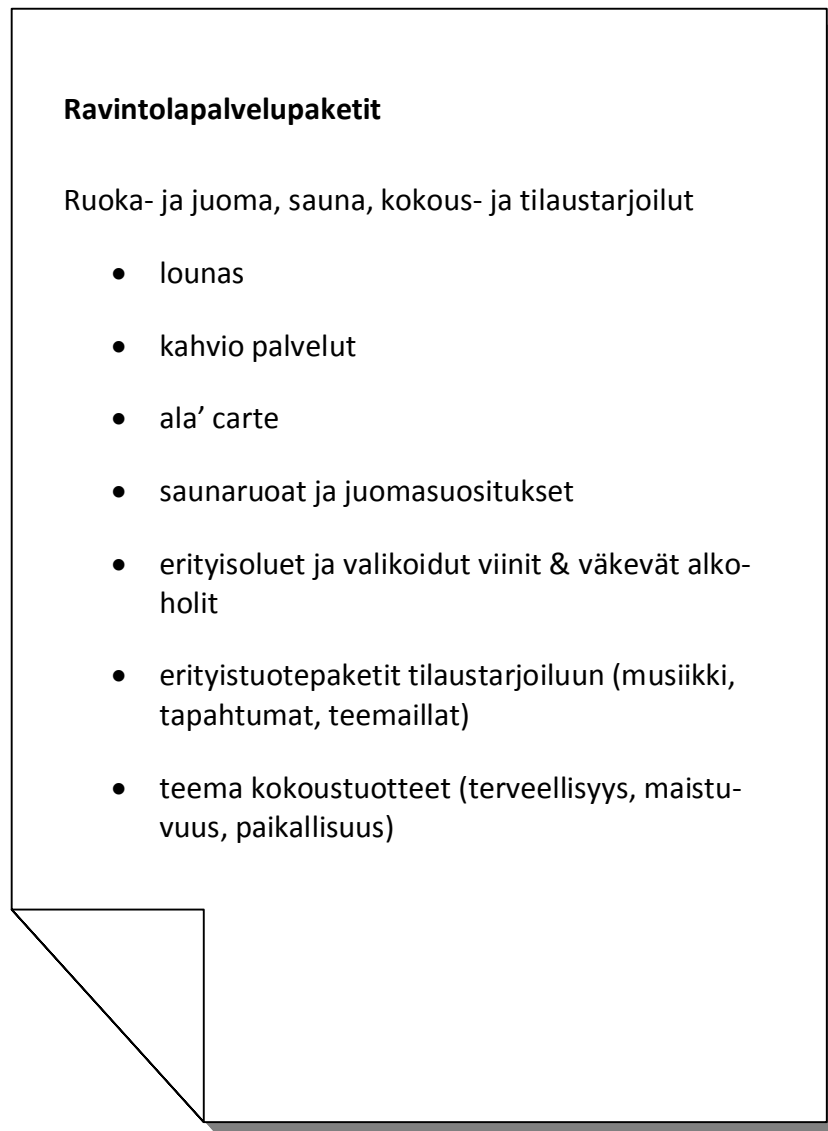 Ravintolapalvelupaketit
Ruoka- ja juoma, sauna, kokous- ja tilaustarjoilut
• lounas
• kahvio palvelut
• ala’ carte
• saunaruoat ja juomasuositukset
• erityisoluet ja valikoidut viinit & väkevät alko-
holit
• erityistuotepaketit tilaustarjoiluun (musiikki,
tapahtumat, teemaillat)
• teema kokoustuotteet (terveellisyys, maistu-
vuus, paikallisuus)